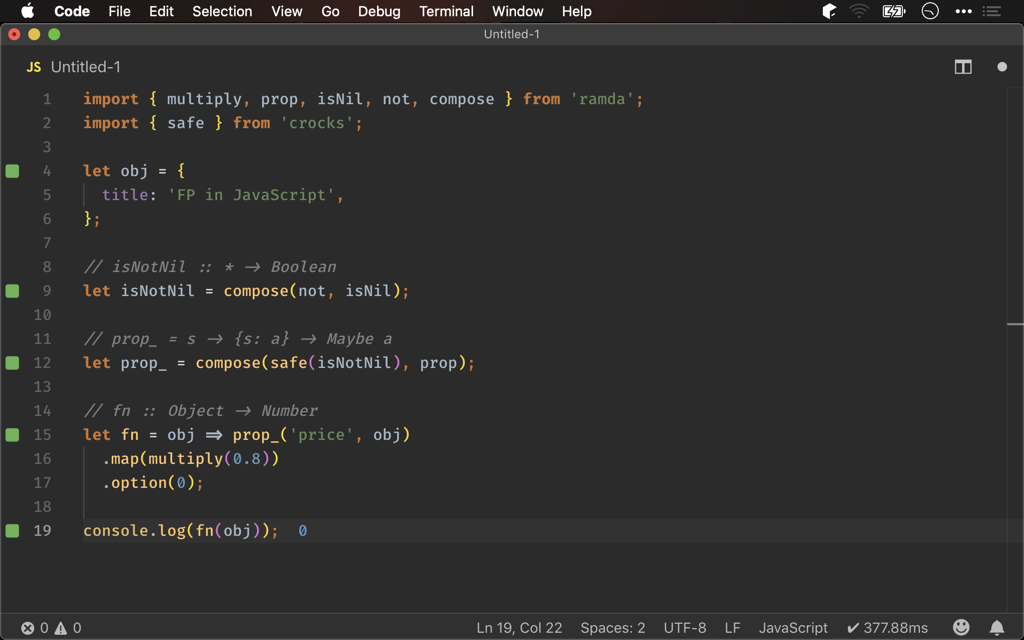 Code File Edit Selection View Go Debug Terminal Window Help
Untitled-1
JS Untitled-1
1 import { multiply, prop, isNil, not, compose } from 'ramda';
2 import { safe } from 'crocks';
3
4 let obj = {
5 title: 'FP in JavaScript',
6 };
7
8 // isNotNil :: * → Boolean
9 let isNotNil = compose(not, isNil);
10
11 // prop_ = s → {s: a} → Maybe a
12 let prop_ = compose(safe(isNotNil), prop);
13
14 // fn :: Object → Number
15 let fn = obj ⇒ prop_('price', obj)
16 .map(multiply(0.8))
17 .option(0);
18
19 console.log(fn(obj)); 0
0 0 Ln 19, Col 22 Spaces: 2 UTF-8 LF JavaScript ✔ 377.88ms